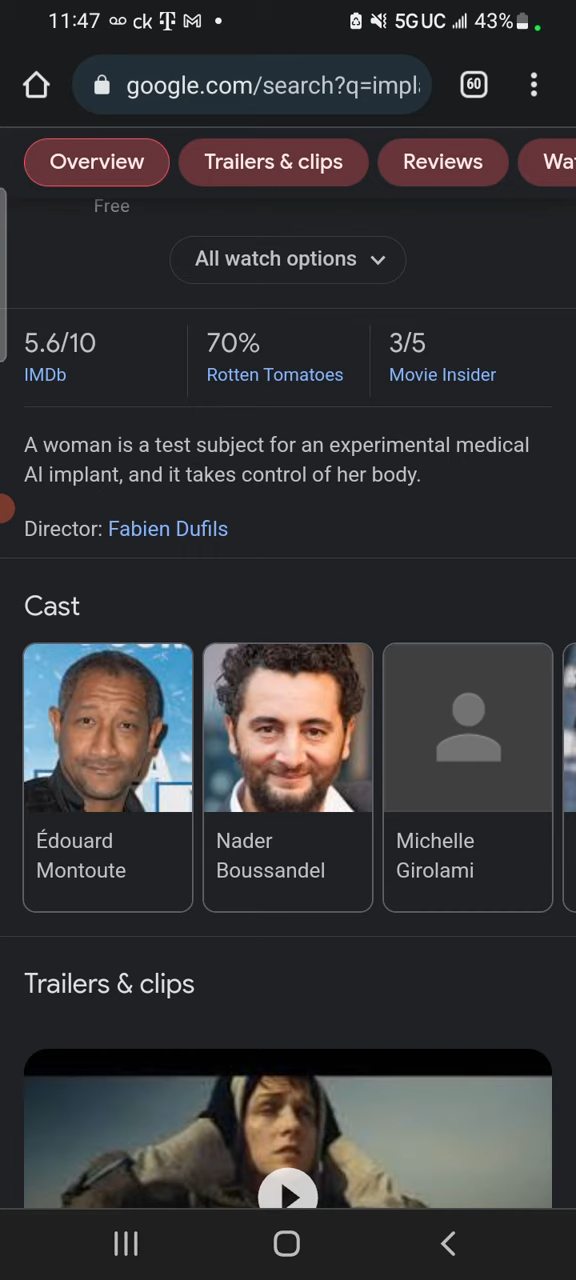 11:47 ck T M 5G UC 43%
google.com/search?q=impl
60
Overview
Trailers & clips
Reviews
Wa
Free
All watch options
5.6/10
IMDb
70%
Rotten Tomatoes
3/5
Movie Insider
A woman is a test subject for an experimental medical
AI implant, and it takes control of her body.
Director: Fabien Dufils
Cast
Édouard
Montoute
Nader
Boussandel
Michelle
Girolami
Trailers & clips